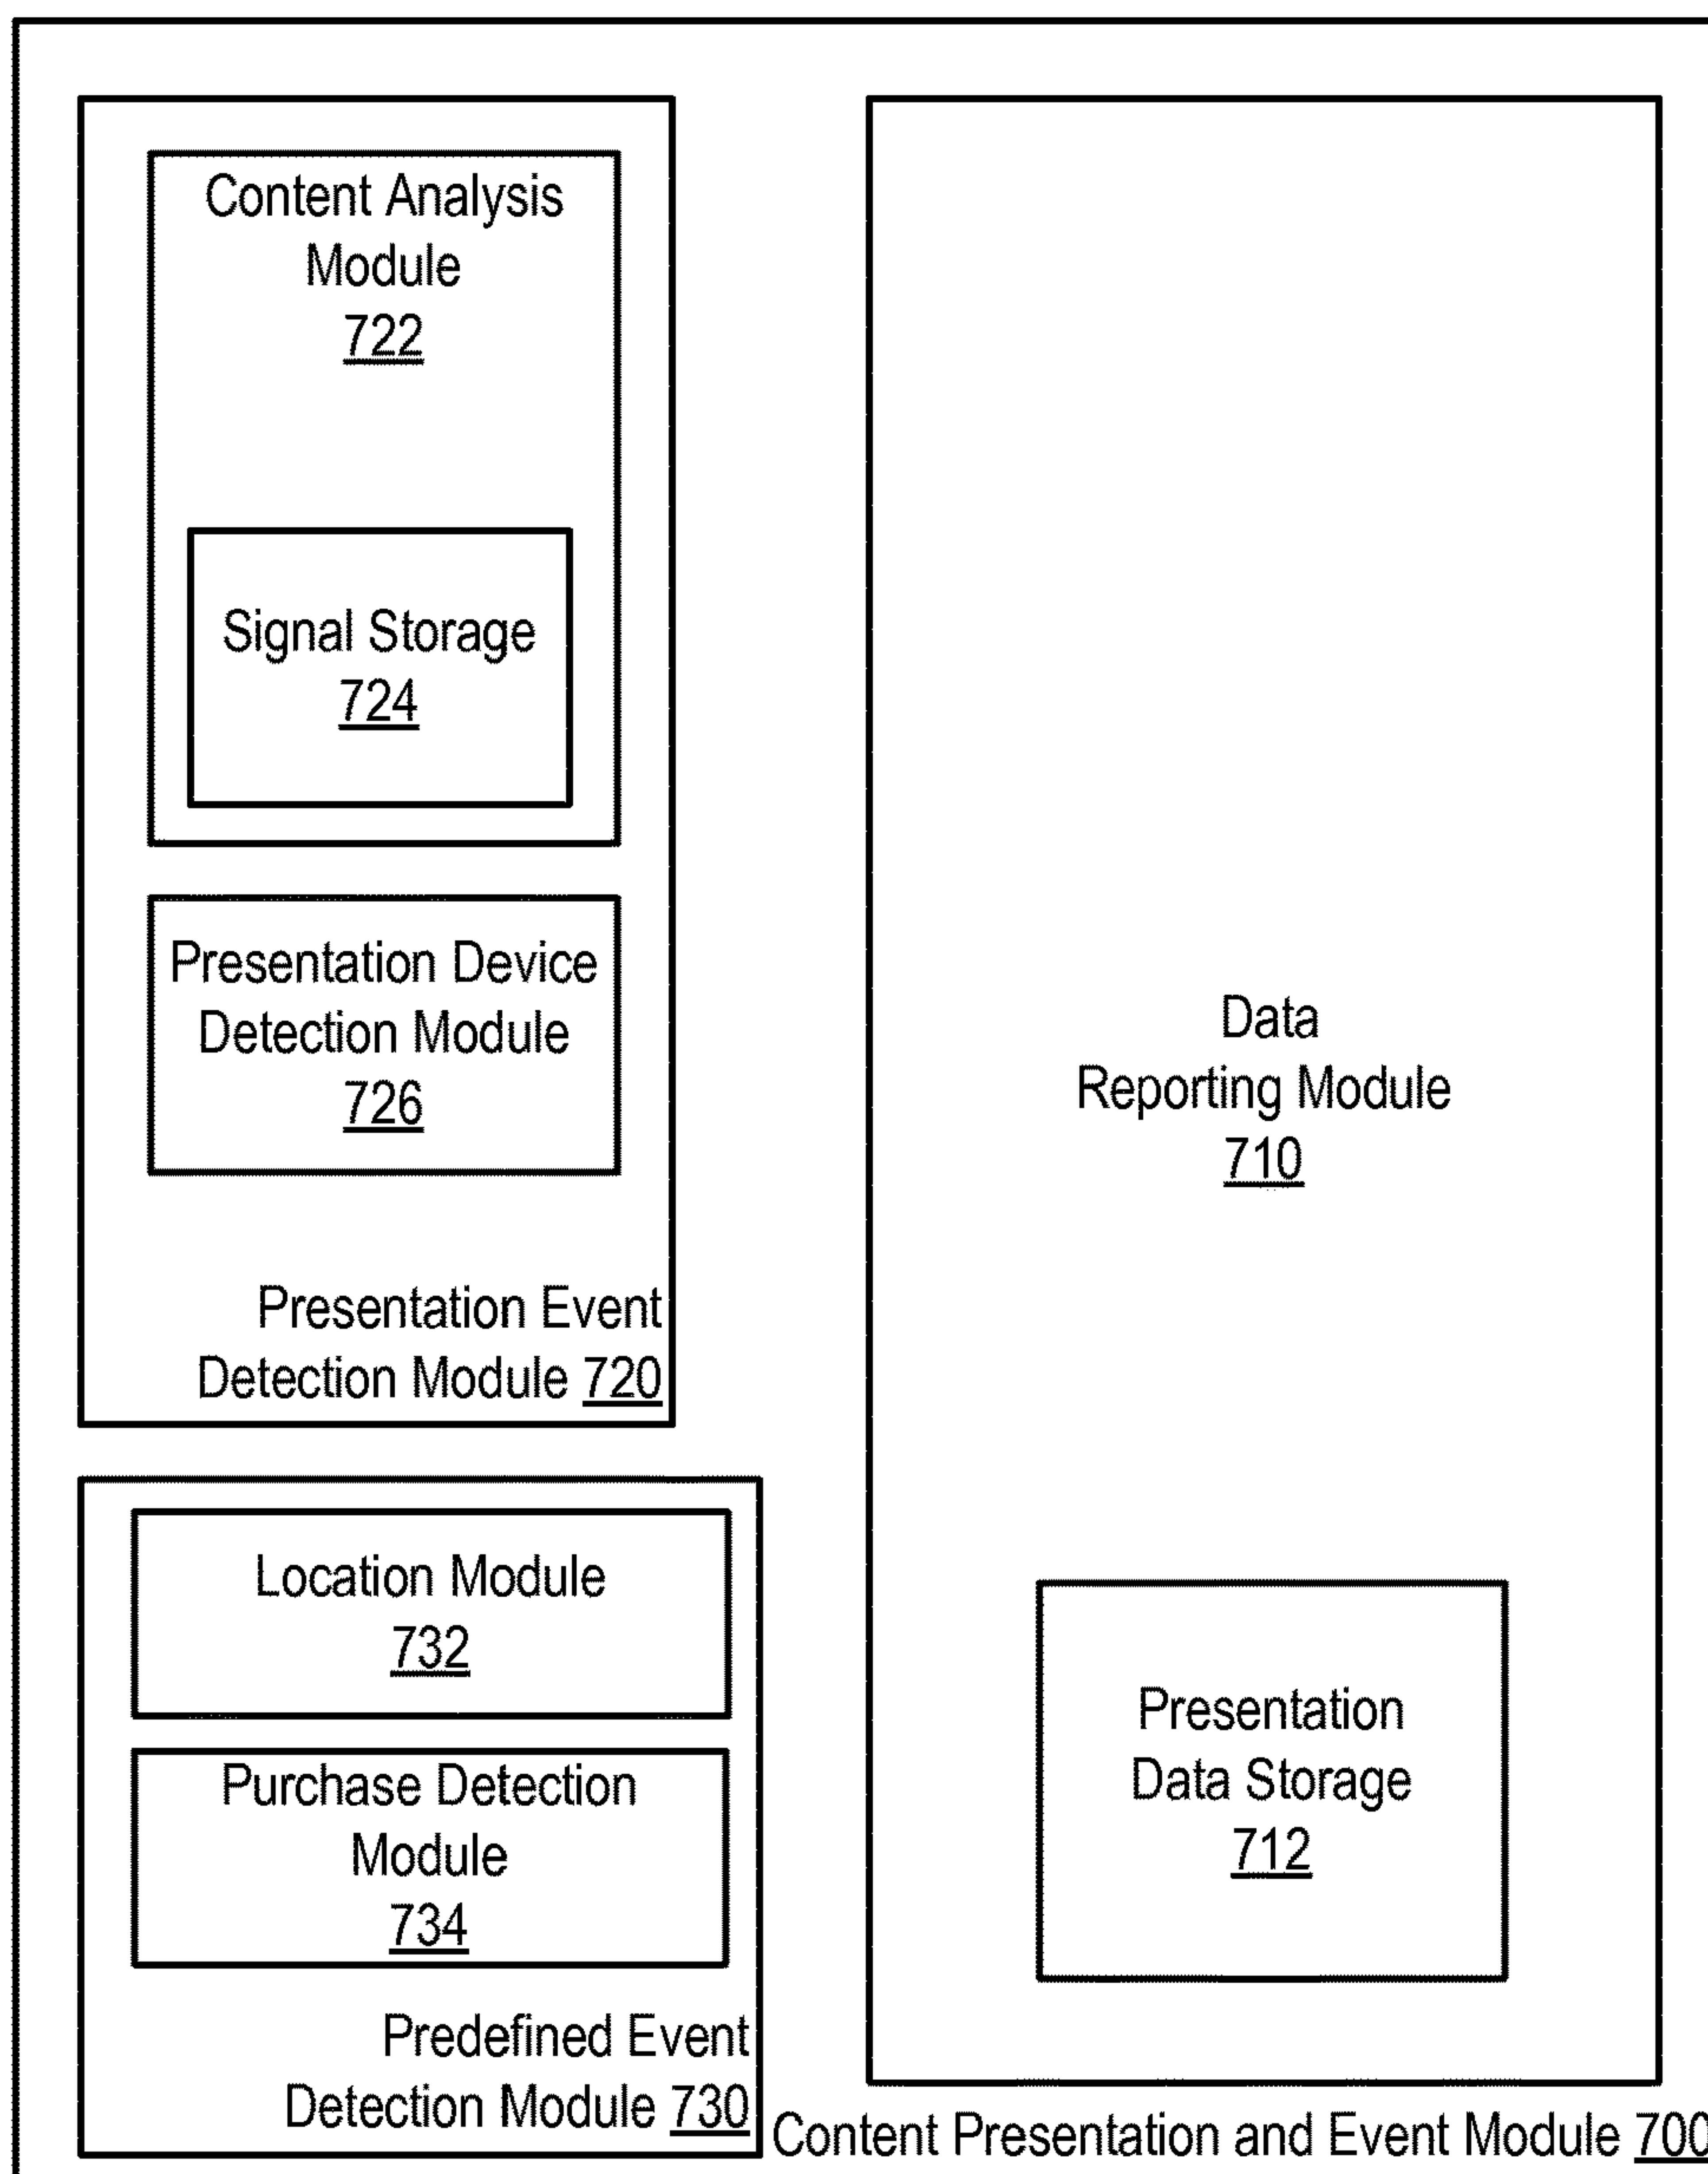 Content Analysis
Module
722
Signal Storage
724
Presentation Device
Detection Module
726
Presentation Event
Detection Module 720
Location Module
732
Purchase Detection
Module
734
Predefined Event
Detection Module 730
Data
Reporting Module
710
Presentation
Data Storage
712
Content Presentation and Event Module 700